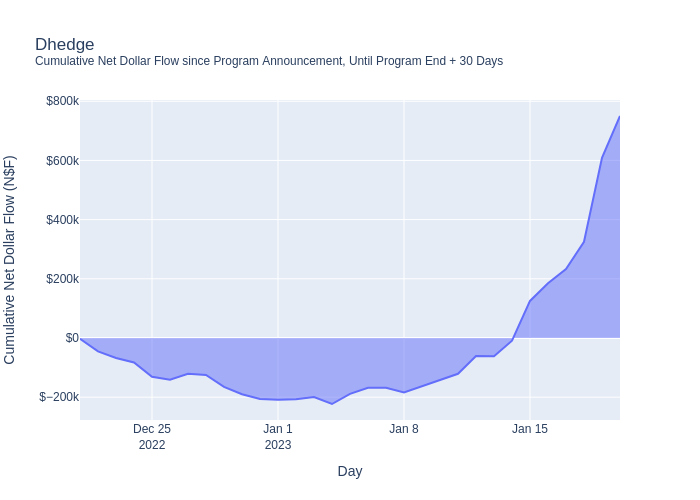 Dhedge
Cumulative Net Dollar Flow since Program Announcement, Until Program End + 30 Days
Cumulative Net Dollar Flow (N$F)
$800k
$600k
$400k
$200k
$0
$−200k
Dec 25
2022
Jan 1
2023
Jan 8
Jan 15
Day